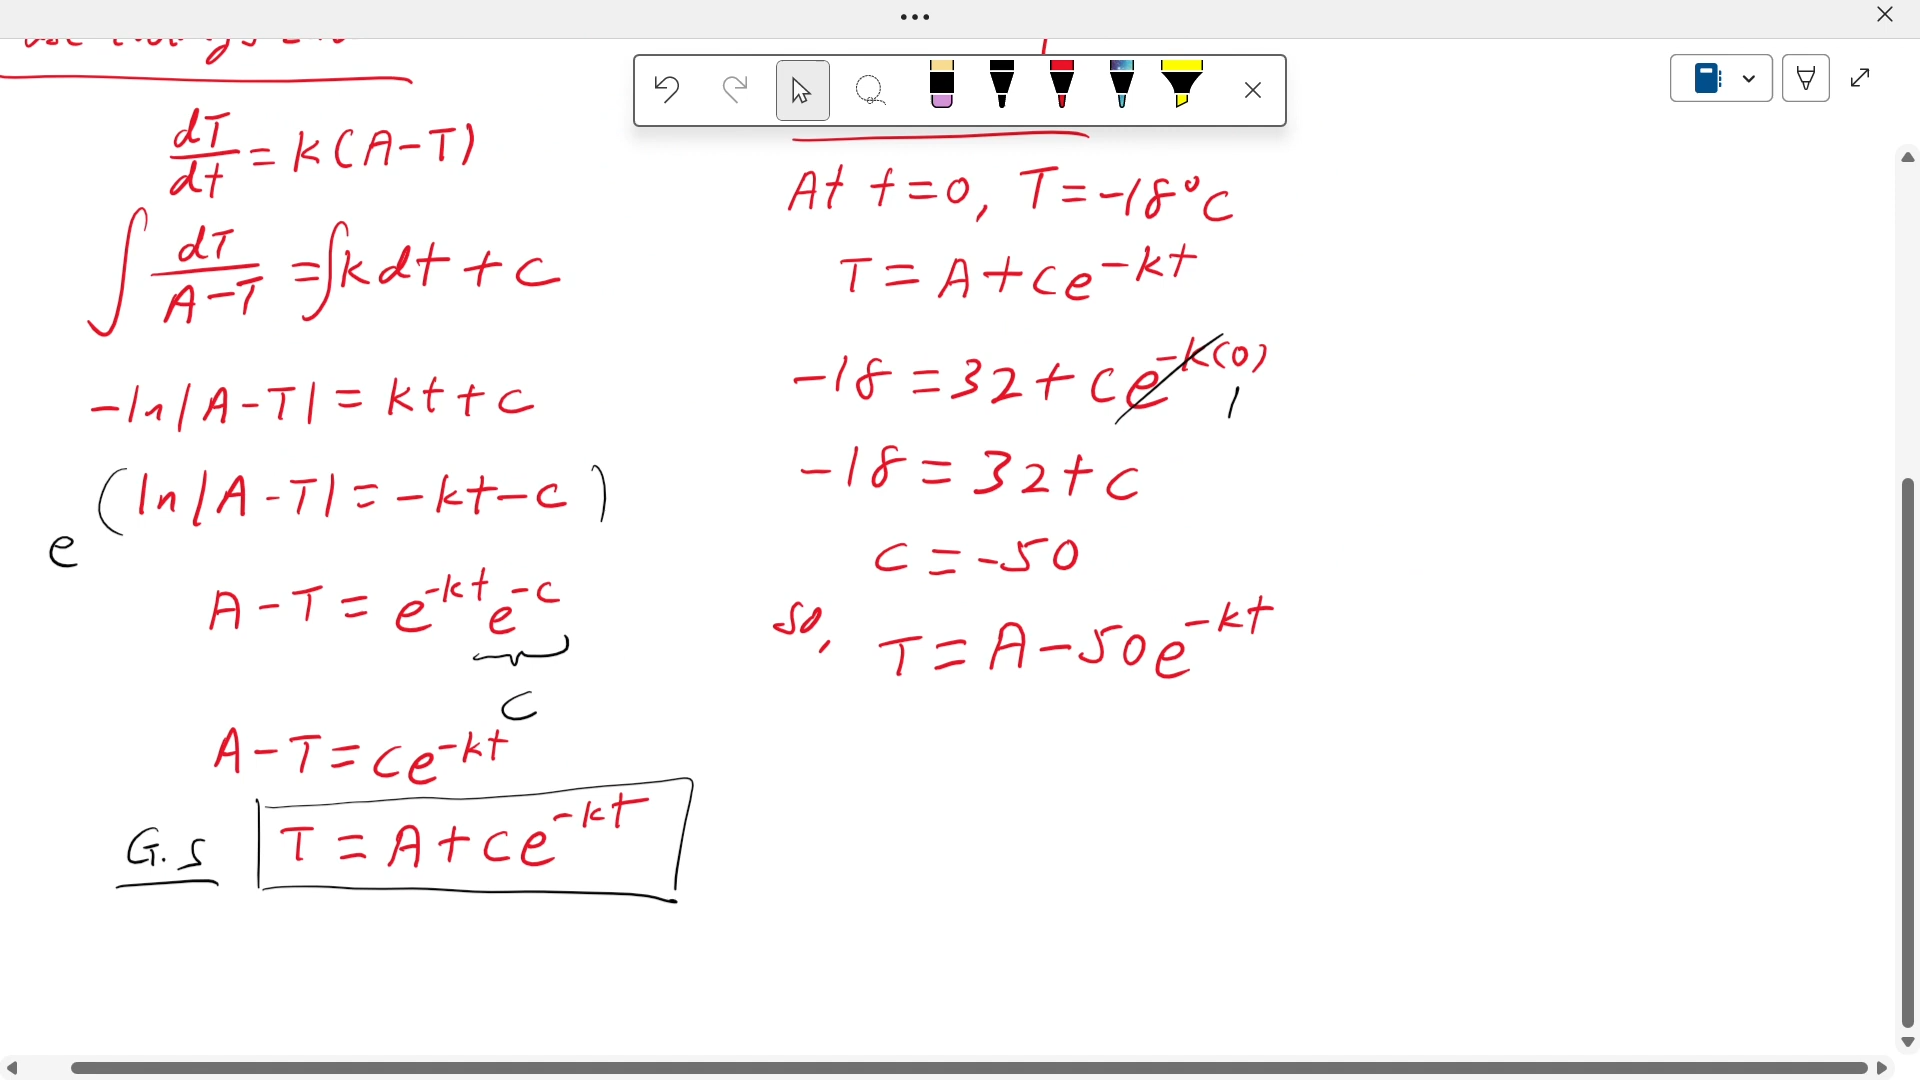 dT/dt = k(A-T)
∫ dT/(A-T) = ∫kdt + c
-ln|A-T| = kt + c
e^(ln|A-T| = -kt-c)
A-T = e^-kt e^-c
c
A-T = ce^-kt
G.S T = A + ce^-kt
At t=0, T=-18°C
T = A + ce^-kt
-18 = 32 + ce^-k(0) 1
-18 = 32 + c
c = -50
so, T = A - 50e^-kt